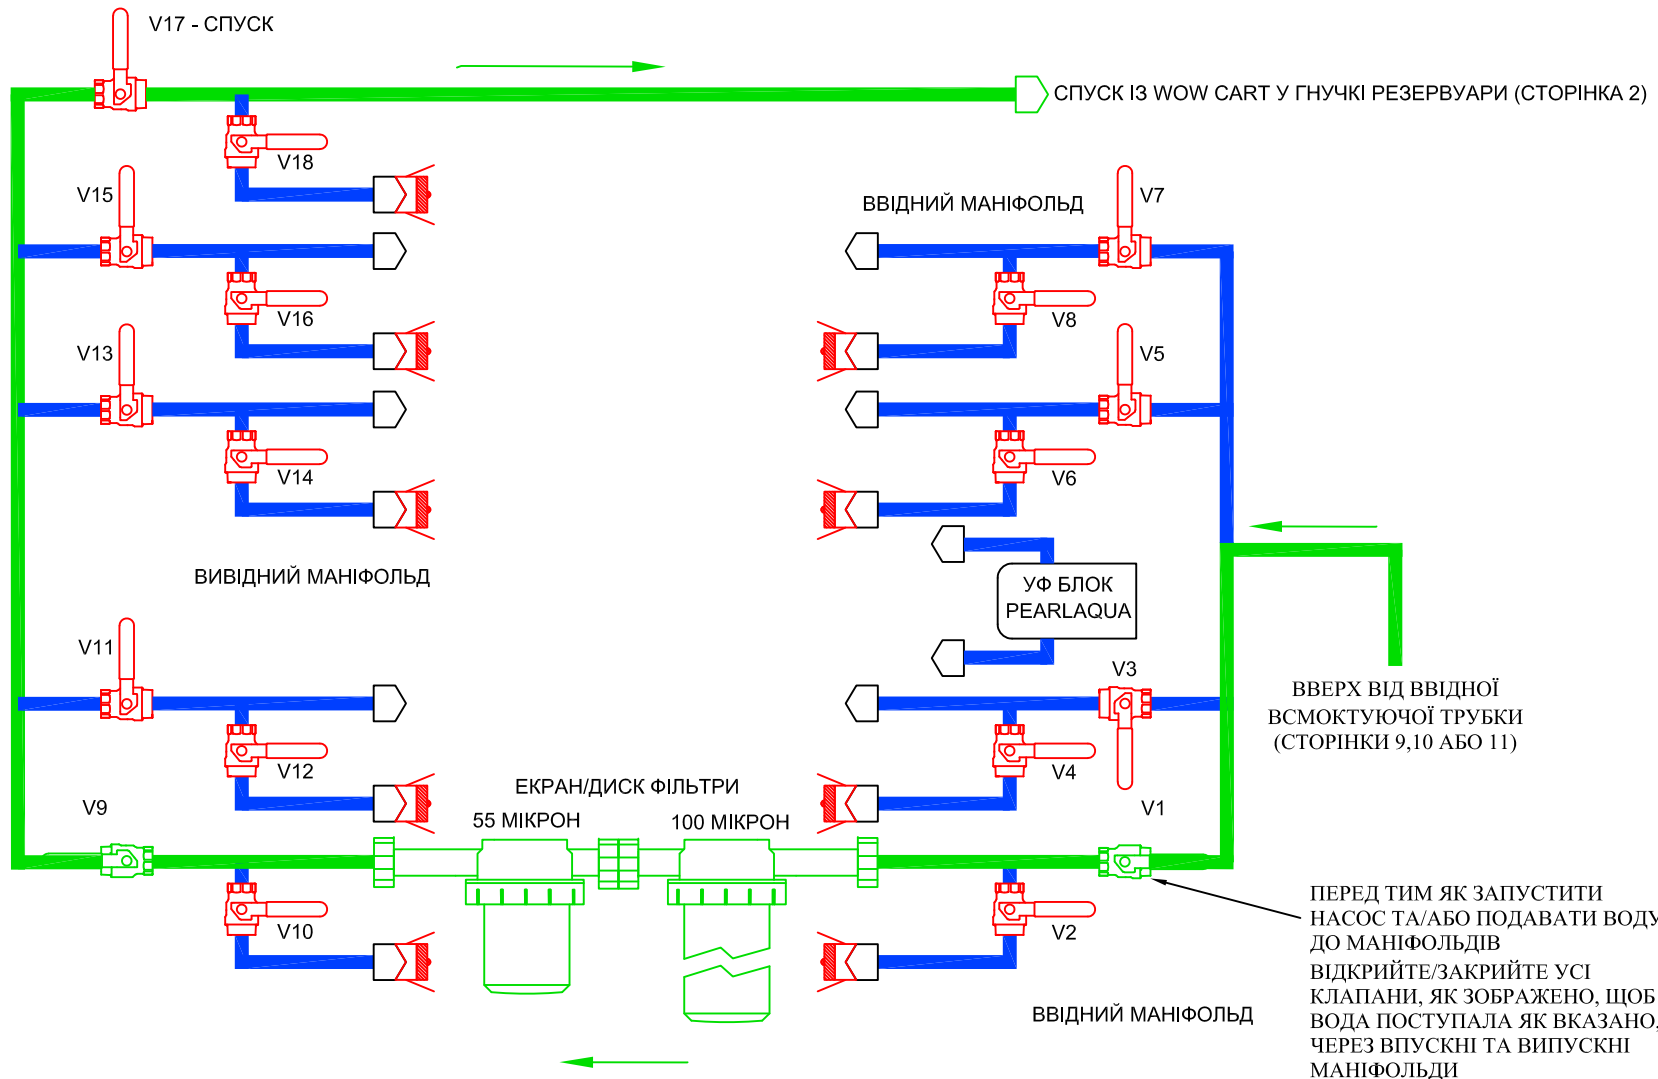 V17 - СПУСК
СПУСК ІЗ WOW CART У ГНУЧКІ РЕЗЕРВУАРИ (СТОРІНКА 2)
V18
V15
V7
ВВІДНИЙ МАНІФОЛЬД
V16
V8
V13
V5
V14
V6
ВИВІДНИЙ МАНІФОЛЬД
УФ БЛОК
PEARLAQUA
V11
V3
ВВЕРХ ВІД ВВІДНОЇ
ВСМОКТУЮЧОЇ ТРУБКИ
(СТОРІНКИ 9,10 АБО 11)
V12
V4
ЕКРАН/ДИСК ФІЛЬТРИ
V9
55 МІКРОН
100 МІКРОН
V1
V10
V2
ПЕРЕД ТИМ ЯК ЗАПУСТИТИ
НАСОС ТА/АБО ПОДАВАТИ ВОДУ
ДО МАНІФОЛЬДІВ
ВІДКРИЙТЕ/ЗАКРИЙТЕ УСІ
КЛАПАНИ, ЯК ЗОБРАЖЕНО, ЩОБ
ВОДА ПОСТУПАЛА ЯК ВКАЗАНО,
ЧЕРЕЗ ВПУСКНІ ТА ВИПУСКНІ
МАНІФОЛЬДИ
ВВІДНИЙ МАНІФОЛЬД